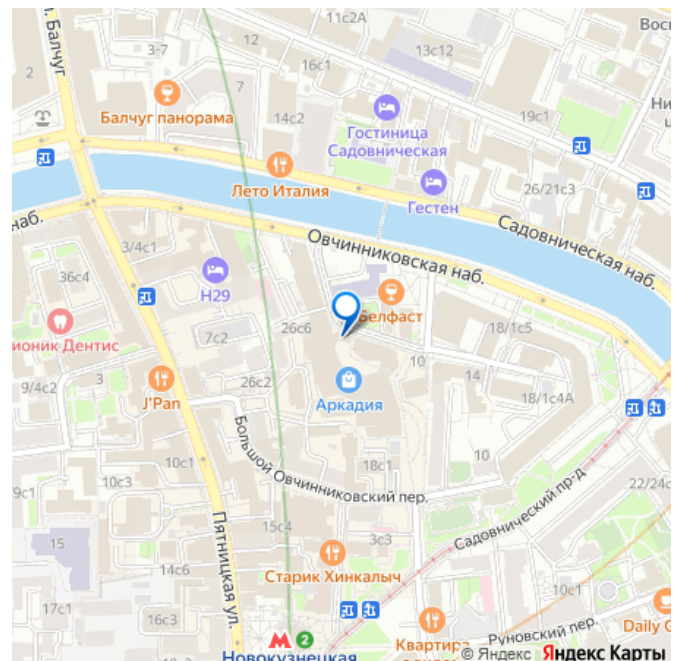 11с2А
л. Балчуг
12
3-7
16с1
13с12
Вос
2
7
Балчуг панорама
14с2
Гостиница
Садовническая
19с1
Ни
ц
Лето Италия
Гестен
26/21с3
наб.
Садовническая наб.
Овчинниковская наб.
3/4с1
36с4
Н29
Белфаст
7с2
26с6
18/1с5
ионик Дентис
10
9/4с2
3
26с2
14
J'Pan
Аркадия
18/1с4А
Большой Овчинниковский пер.
10с1
18с1
10
10с3
79с1
22/24с
Садовнический пр-д
15с4
Пятницкая ул.
15
3с3
14с6
Старик Хинкалыч
17с1
16с3
10с1
2
Daily
Руновский пер.
Квартира
Новокузнецкая
© Яндекс Яндекс Карты